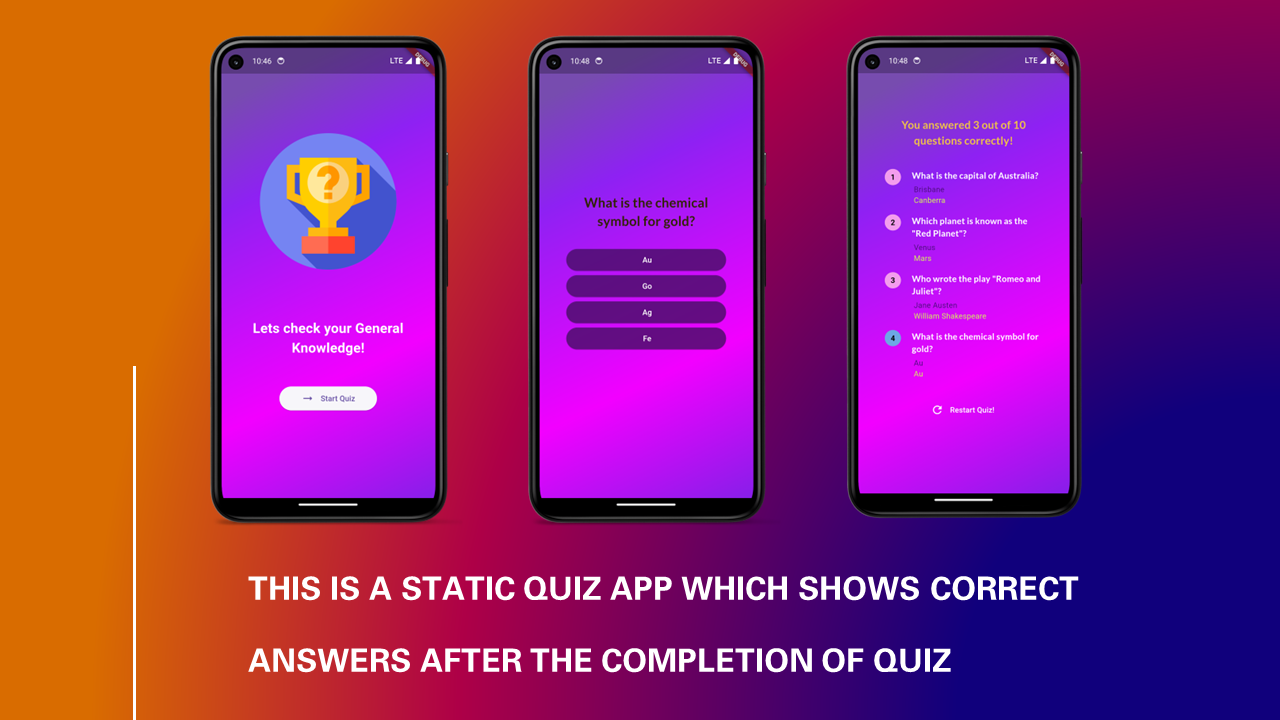 10:46
LTE
DEBUG
?
Lets check your General
Knowledge!
Start Quiz
10:48
LTE
DEBUG
What is the chemical
symbol for gold?
Au
Go
Ag
Fe
10:48
LTE
DEBUG
You answered 3 out of 10
questions correctly!
1
What is the capital of Australia?
Brisbane
Canberra
2
Which planet is known as the
"Red Planet"?
Venus
Mars
3
Who wrote the play "Romeo and
Juliet"?
Jane Austen
William Shakespeare
4
What is the chemical symbol for
gold?
Au
Au
Restart Quiz!
THIS IS A STATIC QUIZ APP WHICH SHOWS CORRECT
ANSWERS AFTER THE COMPLETION OF QUIZ